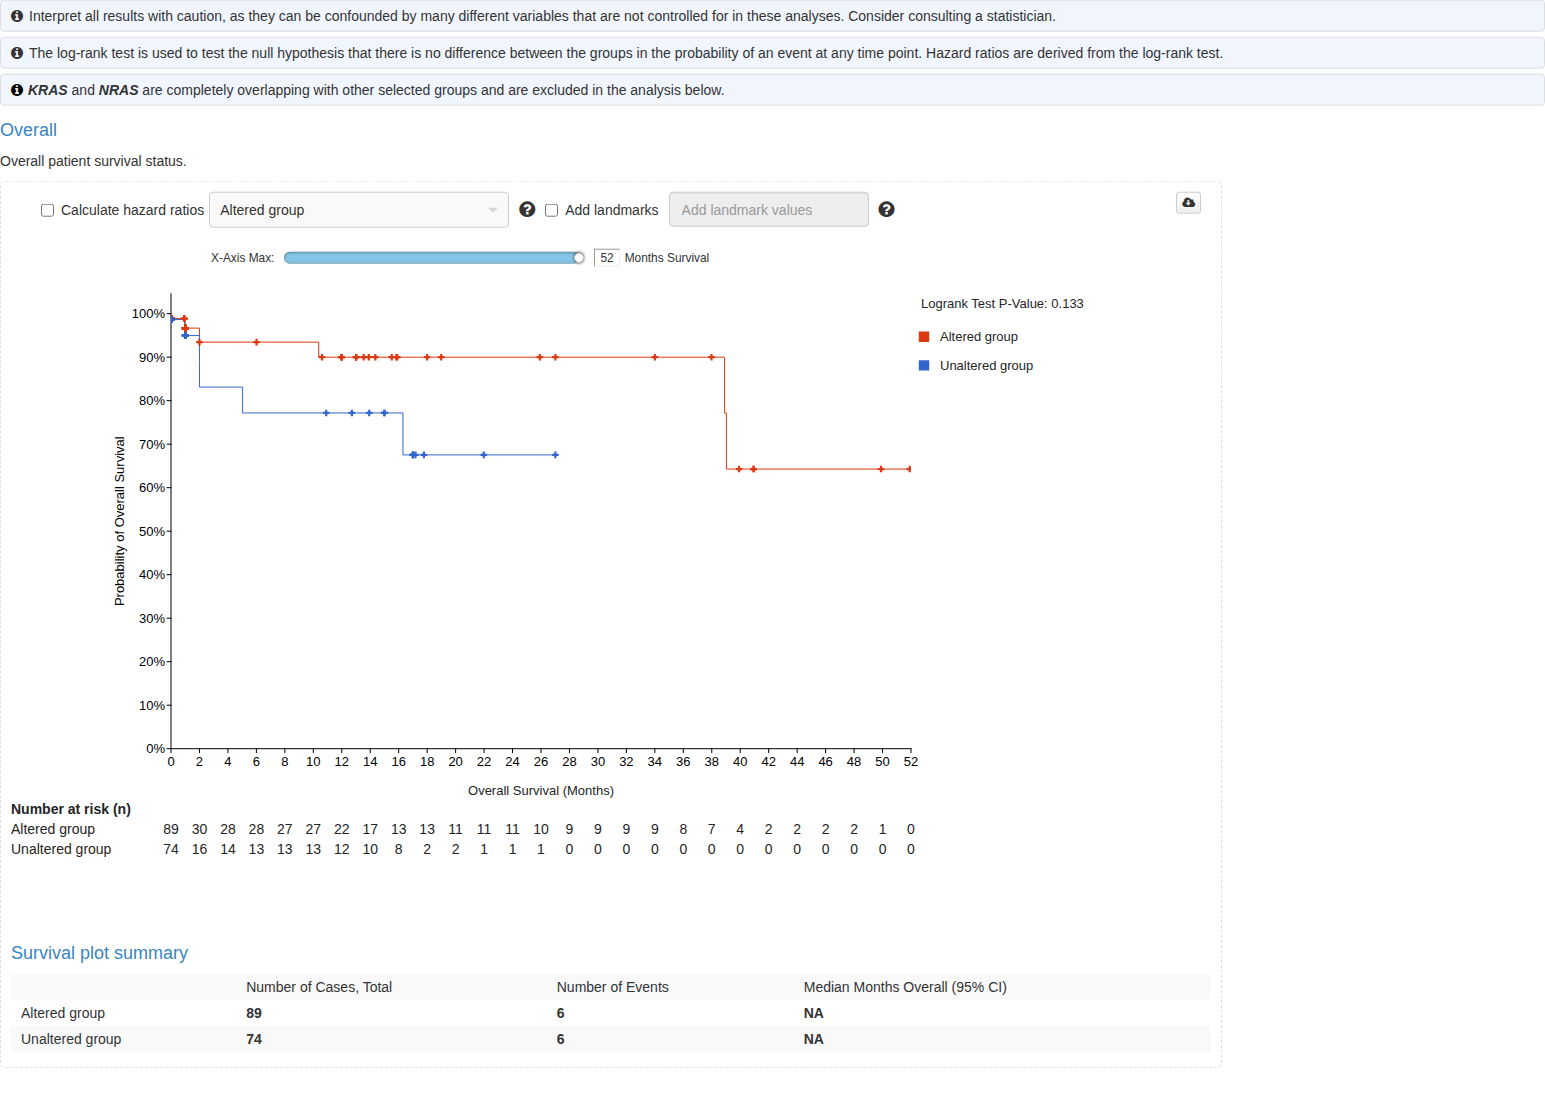 Interpret all results with caution, as they can be confounded by many different variables that are not controlled for in these analyses. Consider consulting a statistician.
The log-rank test is used to test the null hypothesis that there is no difference between the groups in the probability of an event at any time point. Hazard ratios are derived from the log-rank test.
KRAS and NRAS are completely overlapping with other selected groups and are excluded in the analysis below.
Overall
Overall patient survival status.
Calculate hazard ratios Altered group Add landmarks Add landmark values
X-Axis Max: 52 Months Survival
Logrank Test P-Value: 0.133
Altered group
Unaltered group
Probability of Overall Survival
100%
90%
80%
70%
60%
50%
40%
30%
20%
10%
0%
0 2 4 6 8 10 12 14 16 18 20 22 24 26 28 30 32 34 36 38 40 42 44 46 48 50 52
Overall Survival (Months)
Number at risk (n)
Altered group 89 30 28 28 27 27 22 17 13 13 11 11 11 10 9 9 9 9 8 7 4 2 2 2 2 1 0
Unaltered group 74 16 14 13 13 13 12 10 8 2 2 1 1 1 0 0 0 0 0 0 0 0 0 0 0 0 0
Survival plot summary
Number of Cases, Total Number of Events Median Months Overall (95% CI)
Altered group 89 6 NA
Unaltered group 74 6 NA